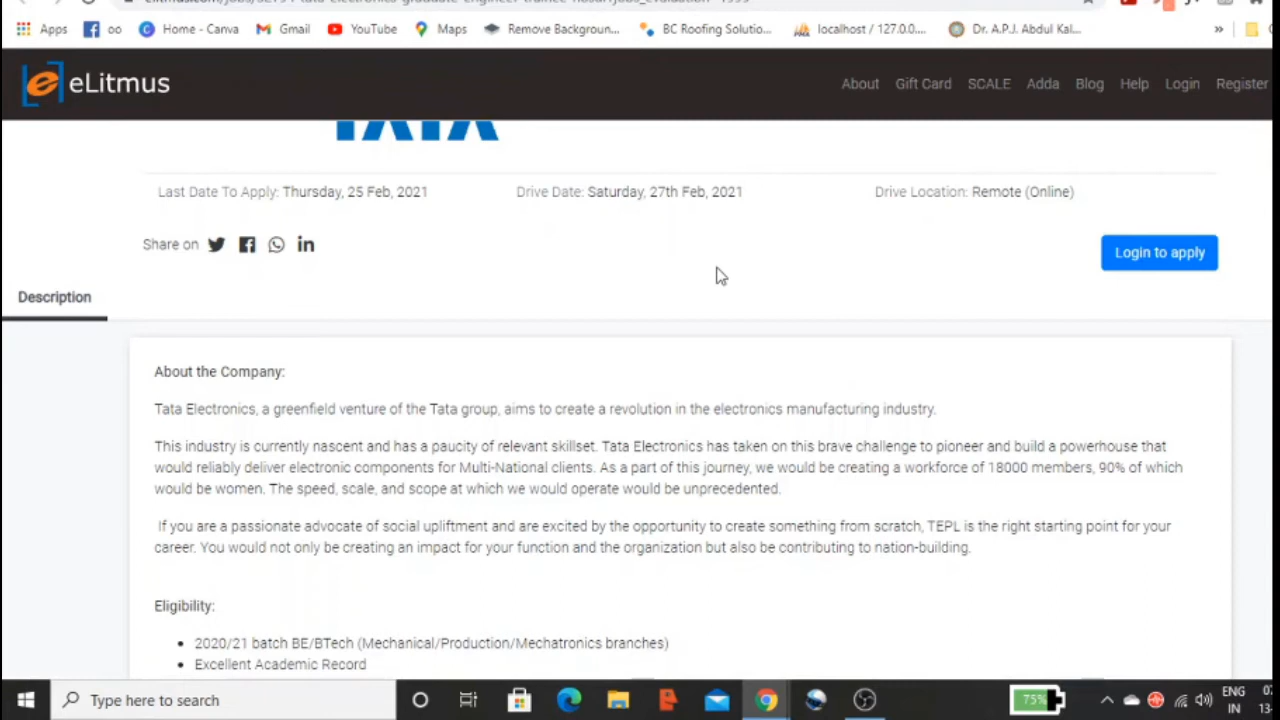 Apps oo Home - Canva Gmail YouTube Maps Remove Backgroun... BC Roofing Solutio... localhost / 127.0.0.... Dr. A.P.J. Abdul Kal... »
eLitmus About Gift Card SCALE Adda Blog Help Login Register
TATA
Last Date To Apply: Thursday, 25 Feb, 2021 Drive Date: Saturday, 27th Feb, 2021 Drive Location: Remote (Online)
Share on Login to apply
Description
About the Company:
Tata Electronics, a greenfield venture of the Tata group, aims to create a revolution in the electronics manufacturing industry.
This industry is currently nascent and has a paucity of relevant skillset. Tata Electronics has taken on this brave challenge to pioneer and build a powerhouse that
would reliably deliver electronic components for Multi-National clients. As a part of this journey, we would be creating a workforce of 18000 members, 90% of which
would be women. The speed, scale, and scope at which we would operate would be unprecedented.
If you are a passionate advocate of social upliftment and are excited by the opportunity to create something from scratch, TEPL is the right starting point for your
career. You would not only be creating an impact for your function and the organization but also be contributing to nation-building.
Eligibility:
• 2020/21 batch BE/BTech (Mechanical/Production/Mechatronics branches)
• Excellent Academic Record
Type here to search 75% ENG
IN